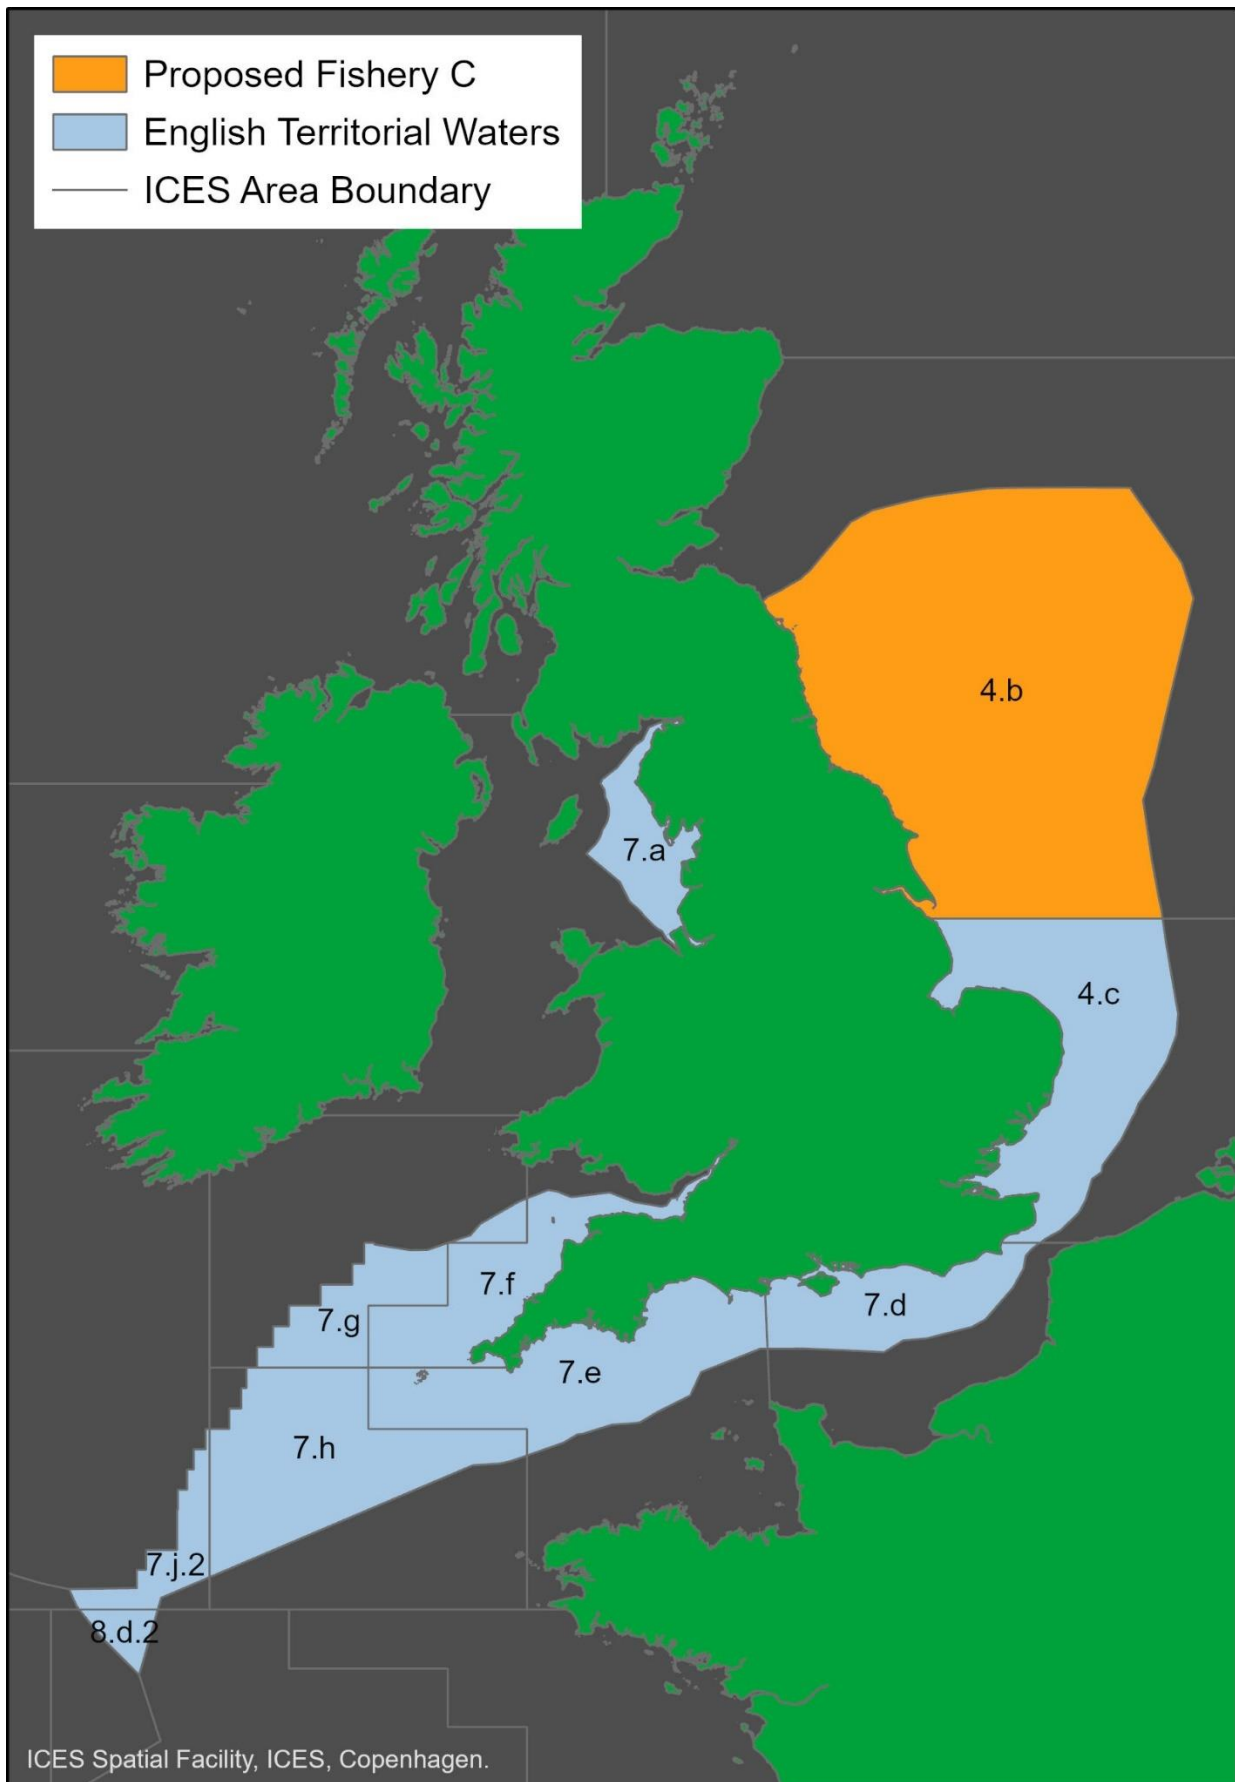 Proposed Fishery C
English Territorial Waters
ICES Area Boundary
4.b
7.a
4.c
7.f
7.g
7.d
7.e
7.h
7.j.2
8.d.2
ICES Spatial Facility, ICES, Copenhagen.